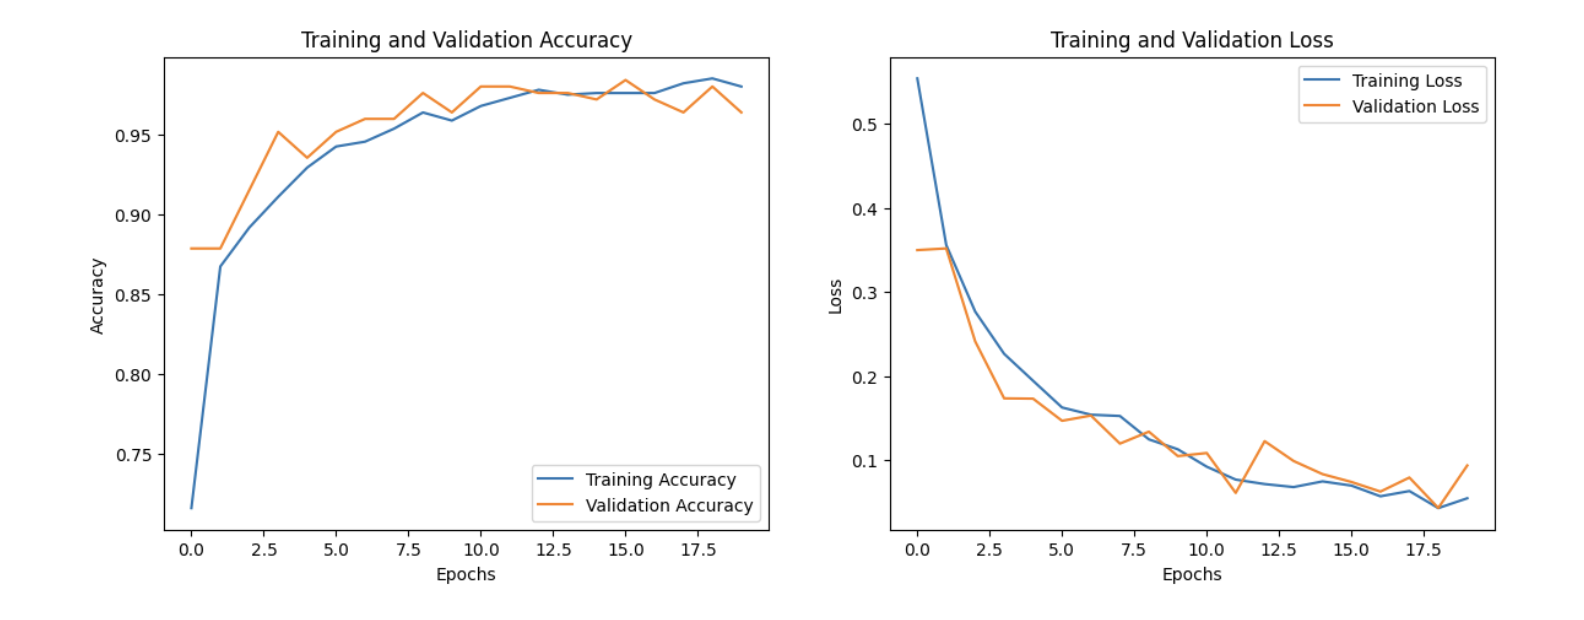 Training and Validation Accuracy
Accuracy
0.95
0.90
0.85
0.80
0.75
Training Accuracy
Validation Accuracy
0.0 2.5 5.0 7.5 10.0 12.5 15.0 17.5
Epochs
Training and Validation Loss
Loss
0.5
0.4
0.3
0.2
0.1
Training Loss
Validation Loss
0.0 2.5 5.0 7.5 10.0 12.5 15.0 17.5
Epochs